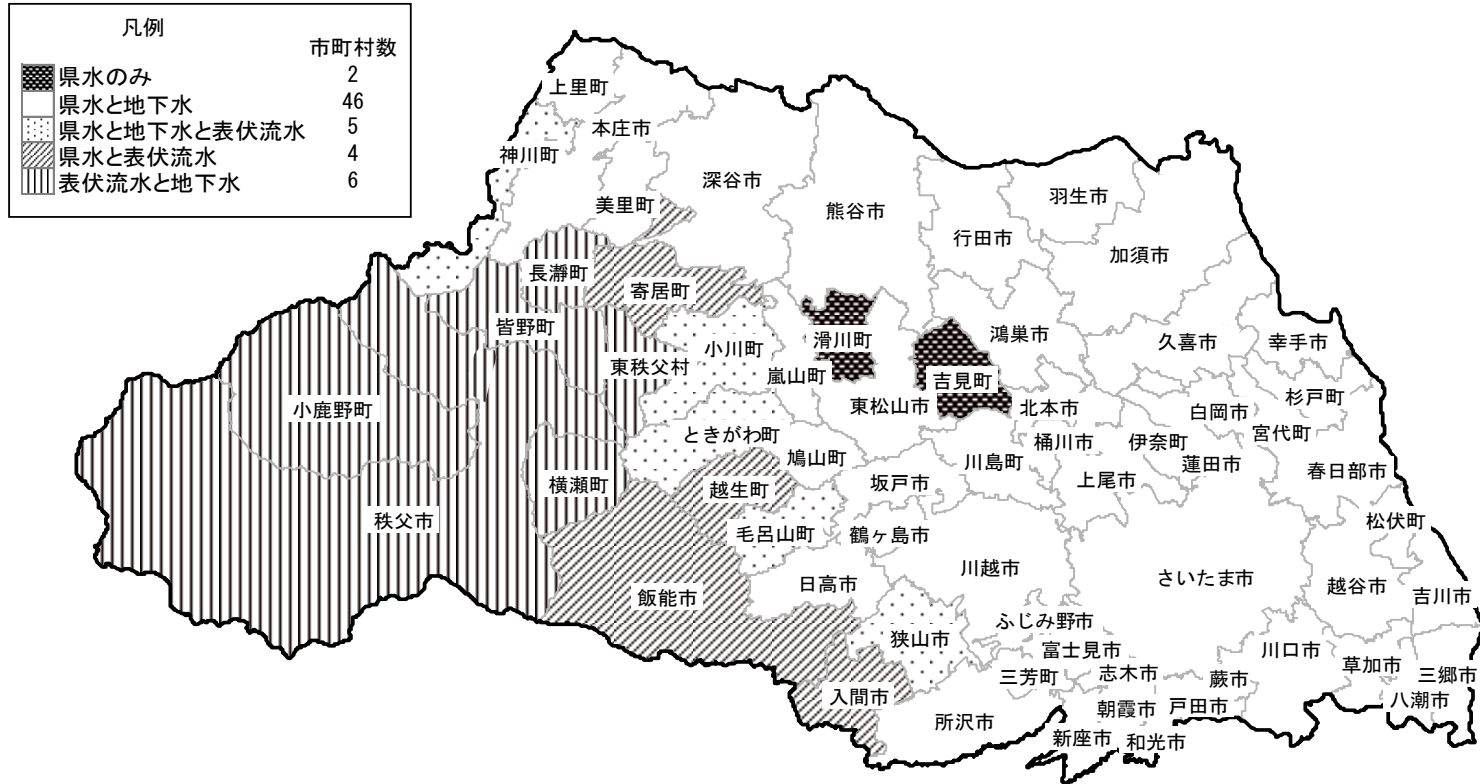 凡例
市町村数
県水のみ 2
県水と地下水 46
県水と地下水と表伏流水 5
県水と表伏流水 4
表伏流水と地下水 6
上里町
本庄市
神川町
深谷市
美里町
熊谷市
羽生市
行田市
加須市
長瀞町
寄居町
皆野町
滑川町
鴻巣市
久喜市
幸手市
小川町
東秩父村
嵐山町
吉見町
杉戸町
小鹿野町
東松山市
北本市
白岡市
ときがわ町
桶川市
伊奈町
宮代町
鳩山町
川島町
蓮田市
春日部市
横瀬町
越生町
坂戸市
上尾市
秩父市
松伏町
毛呂山町
鶴ヶ島市
川越市
さいたま市
飯能市
日高市
越谷市
吉川市
ふじみ野市
狭山市
富士見市
川口市
三芳町
志木市
蕨市
草加市
三郷市
入間市
朝霞市
戸田市
八潮市
所沢市
新座市
和光市